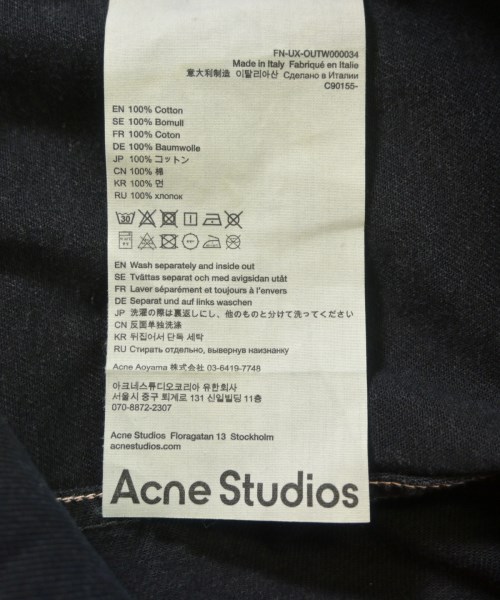 FN-UX-OUTW000034
Made in Italy Fabriqué en Italie
意大利制造 이탈리아산 Сделано в Италии
C90155-
EN 100% Cotton
SE 100% Bomull
FR 100% Coton
DE 100% Baumwolle
JP 100% コットン
CN 100% 棉
KR 100% 면
RU 100% хлопок
30
EN Wash separately and inside out
SE Tvättas separat och med avigsidan utåt
FR Laver séparément et toujours à l'envers
DE Separat und auf links waschen
JP 洗濯の際は裏返しにし、他のものと分けて洗ってください
CN 反面单独洗涤
KR 뒤집어서 단독 세탁
RU Стирать отдельно, вывернув наизнанку
Acne Aoyama 株式会社 03-6419-7748
아크네스튜디오코리아 유한회사
서울시 중구 퇴계로 131 신일빌딩 11층
070-8872-2307
Acne Studios Floragatan 13 Stockholm
acnestudios.com
Acne Studios